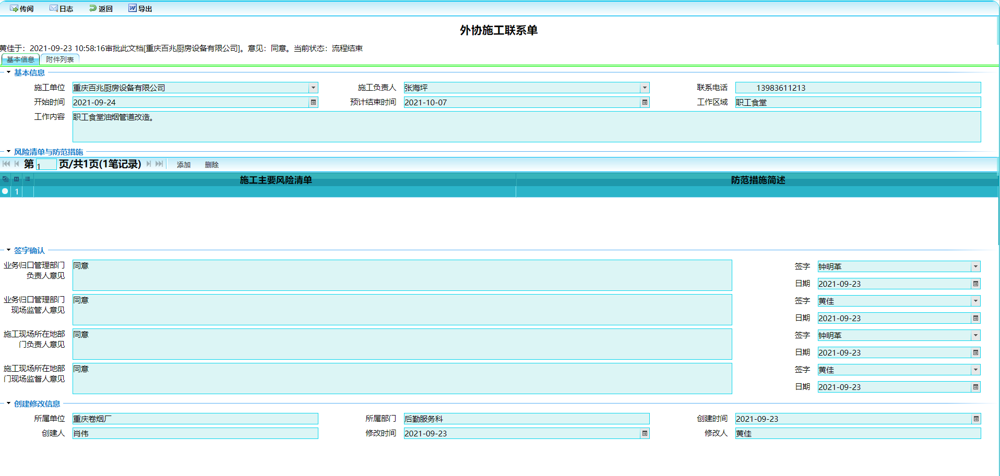 传阅 日志 返回 导出
外协施工联系单
黄佳于：2021-09-23 10:58:16审批此文档[重庆百兆厨房设备有限公司]。意见：同意。当前状态：流程结束
基本信息 附件列表
基本信息
施工单位 重庆百兆厨房设备有限公司 施工负责人 张海坪 联系电话 13983611213
开始时间 2021-09-24 预计结束时间 2021-10-07 工作区域 职工食堂
工作内容 职工食堂油烟管道改造。
风险清单与防范措施
第 1 页/共1页(1笔记录) 添加 删除
施工主要风险清单 防范措施简述
1
签字确认
业务归口管理部门 同意 签字 钟明革
负责人意见
日期 2021-09-23
业务归口管理部门 同意 签字 黄佳
现场监管人意见
日期 2021-09-23
施工现场所在地部 同意 签字 钟明革
门负责人意见
日期 2021-09-23
施工现场所在地部 同意 签字 黄佳
门现场监督人意见
日期 2021-09-23
创建修改信息
所属单位 重庆卷烟厂 所属部门 后勤服务科 创建时间 2021-09-23
创建人 肖伟 修改时间 2021-09-23 修改人 黄佳